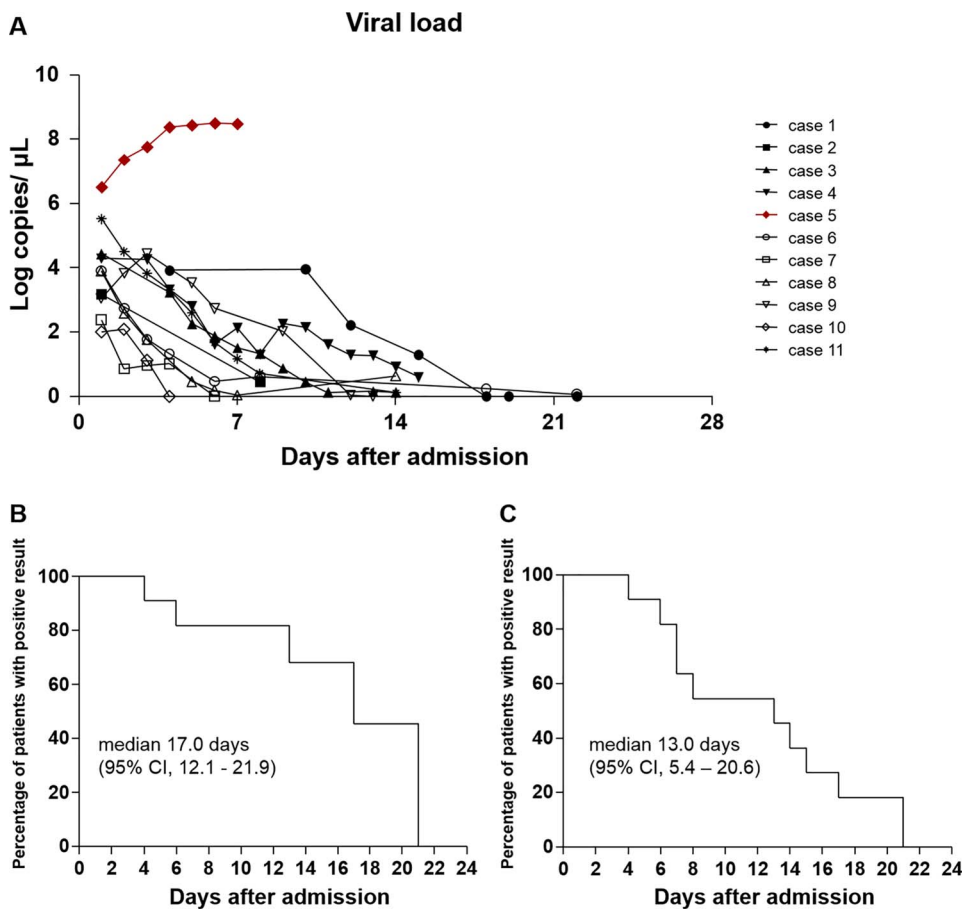 A
Viral load
Log copies/ µL
10
8
6
4
2
0
0 7 14 21 28
Days after admission
case 1
case 2
case 3
case 4
case 5
case 6
case 7
case 8
case 9
case 10
case 11
B
Percentage of patients with positive result
100
80
60
40
20
0
median 17.0 days
(95% CI, 12.1 - 21.9)
0 2 4 6 8 10 12 14 16 18 20 22 24
Days after admission
C
Percentage of patients with positive result
100
80
60
40
20
0
median 13.0 days
(95% CI, 5.4 – 20.6)
0 2 4 6 8 10 12 14 16 18 20 22 24
Days after admission